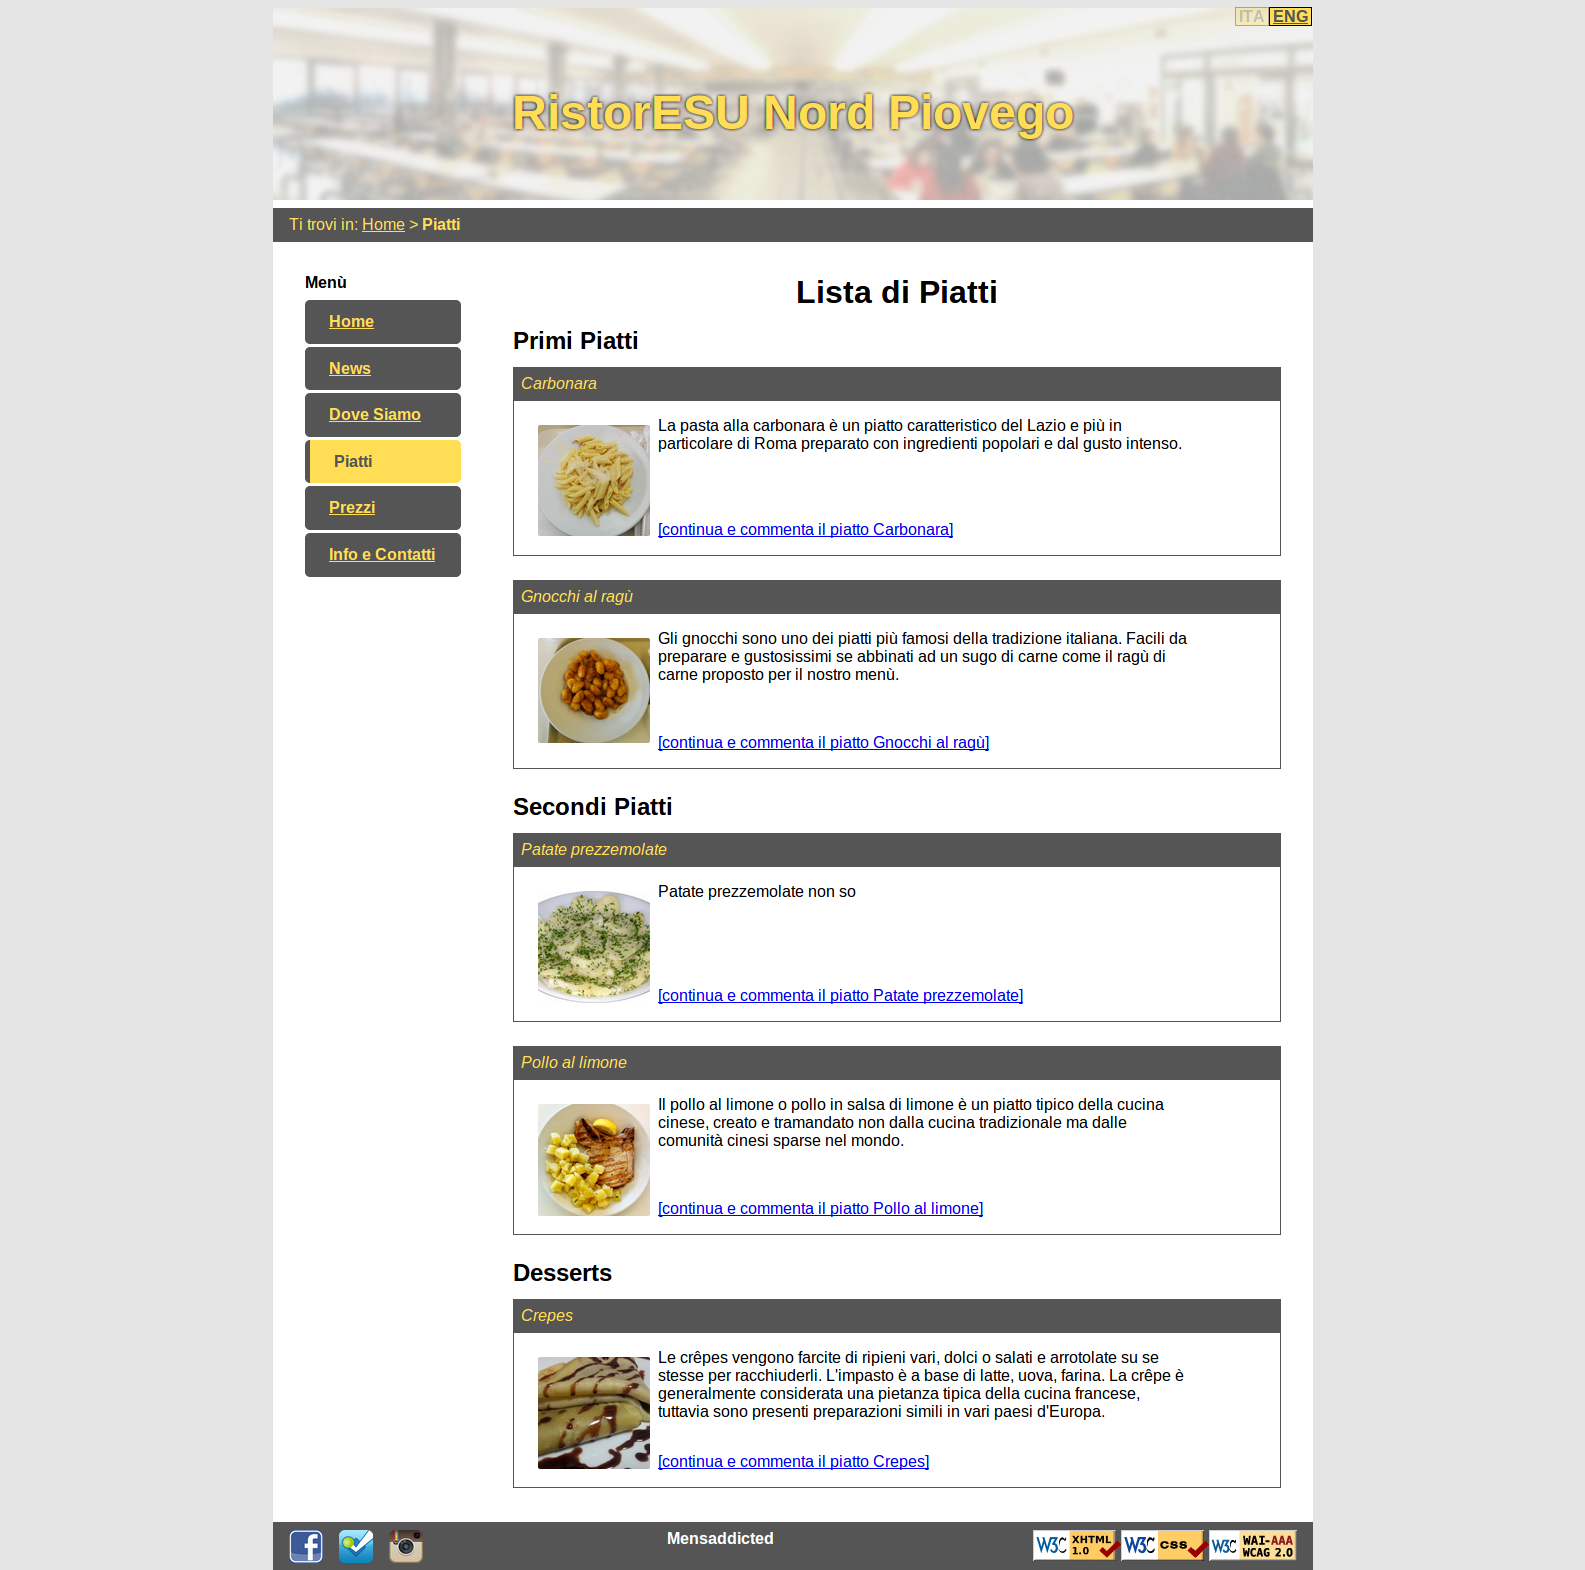 ITA ENG
RistorESU Nord Piovego
Ti trovi in: Home > Piatti
Menù
Home
News
Dove Siamo
Piatti
Prezzi
Info e Contatti
Lista di Piatti
Primi Piatti
Carbonara
La pasta alla carbonara è un piatto caratteristico del Lazio e più in
particolare di Roma preparato con ingredienti popolari e dal gusto intenso.
[continua e commenta il piatto Carbonara]
Gnocchi al ragù
Gli gnocchi sono uno dei piatti più famosi della tradizione italiana. Facili da
preparare e gustosissimi se abbinati ad un sugo di carne come il ragù di
carne proposto per il nostro menù.
[continua e commenta il piatto Gnocchi al ragù]
Secondi Piatti
Patate prezzemolate
Patate prezzemolate non so
[continua e commenta il piatto Patate prezzemolate]
Pollo al limone
Il pollo al limone o pollo in salsa di limone è un piatto tipico della cucina
cinese, creato e tramandato non dalla cucina tradizionale ma dalle
comunità cinesi sparse nel mondo.
[continua e commenta il piatto Pollo al limone]
Desserts
Crepes
Le crêpes vengono farcite di ripieni vari, dolci o salati e arrotolate su se
stesse per racchiuderli. L'impasto è a base di latte, uova, farina. La crêpe è
generalmente considerata una pietanza tipica della cucina francese,
tuttavia sono presenti preparazioni simili in vari paesi d'Europa.
[continua e commenta il piatto Crepes]
Mensaddicted
W3C XHTML 1.0
W3C css
W3C WAI-AAA WCAG 2.0